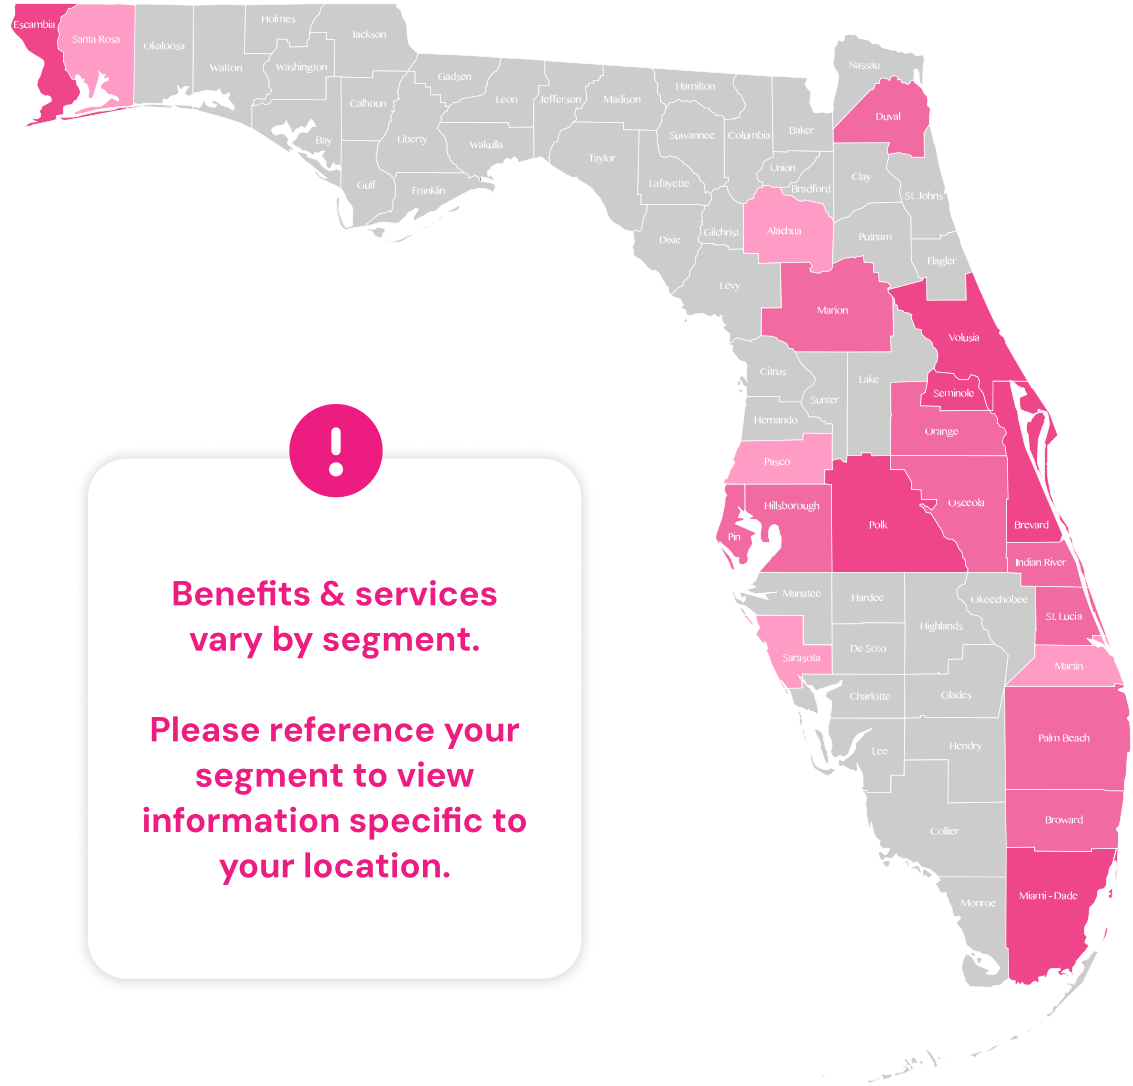 Escambia
Santa Rosa
Okaloosa
Walton
Holmes
Washington
Jackson
Calhoun
Bay
Gulf
Liberty
Franklin
Gadsen
Leon
Wakulla
Jefferson
Madison
Taylor
Hamilton
Suwannee
Lafayette
Columbia
Baker
Union
Bradford
Nassau
Duval
Clay
St. Johns
Dixie
Gilchrist
Alachua
Putnam
Flagler
Levy
Marion
Volusia
Citrus
Sunter
Lake
Seminole
Hernando
Orange
Pasco
Hillsborough
Pin
Polk
Osceola
Brevard
Indian River
Manatee
Hardee
Highlands
Okeechobee
St. Lucia
Sarasota
De Soto
Martin
Charlotte
Glades
Palm Beach
Lee
Hendry
Broward
Collier
Monroe
Miami - Dade
!
Benefits & services
vary by segment.
Please reference your
segment to view
information specific to
your location.